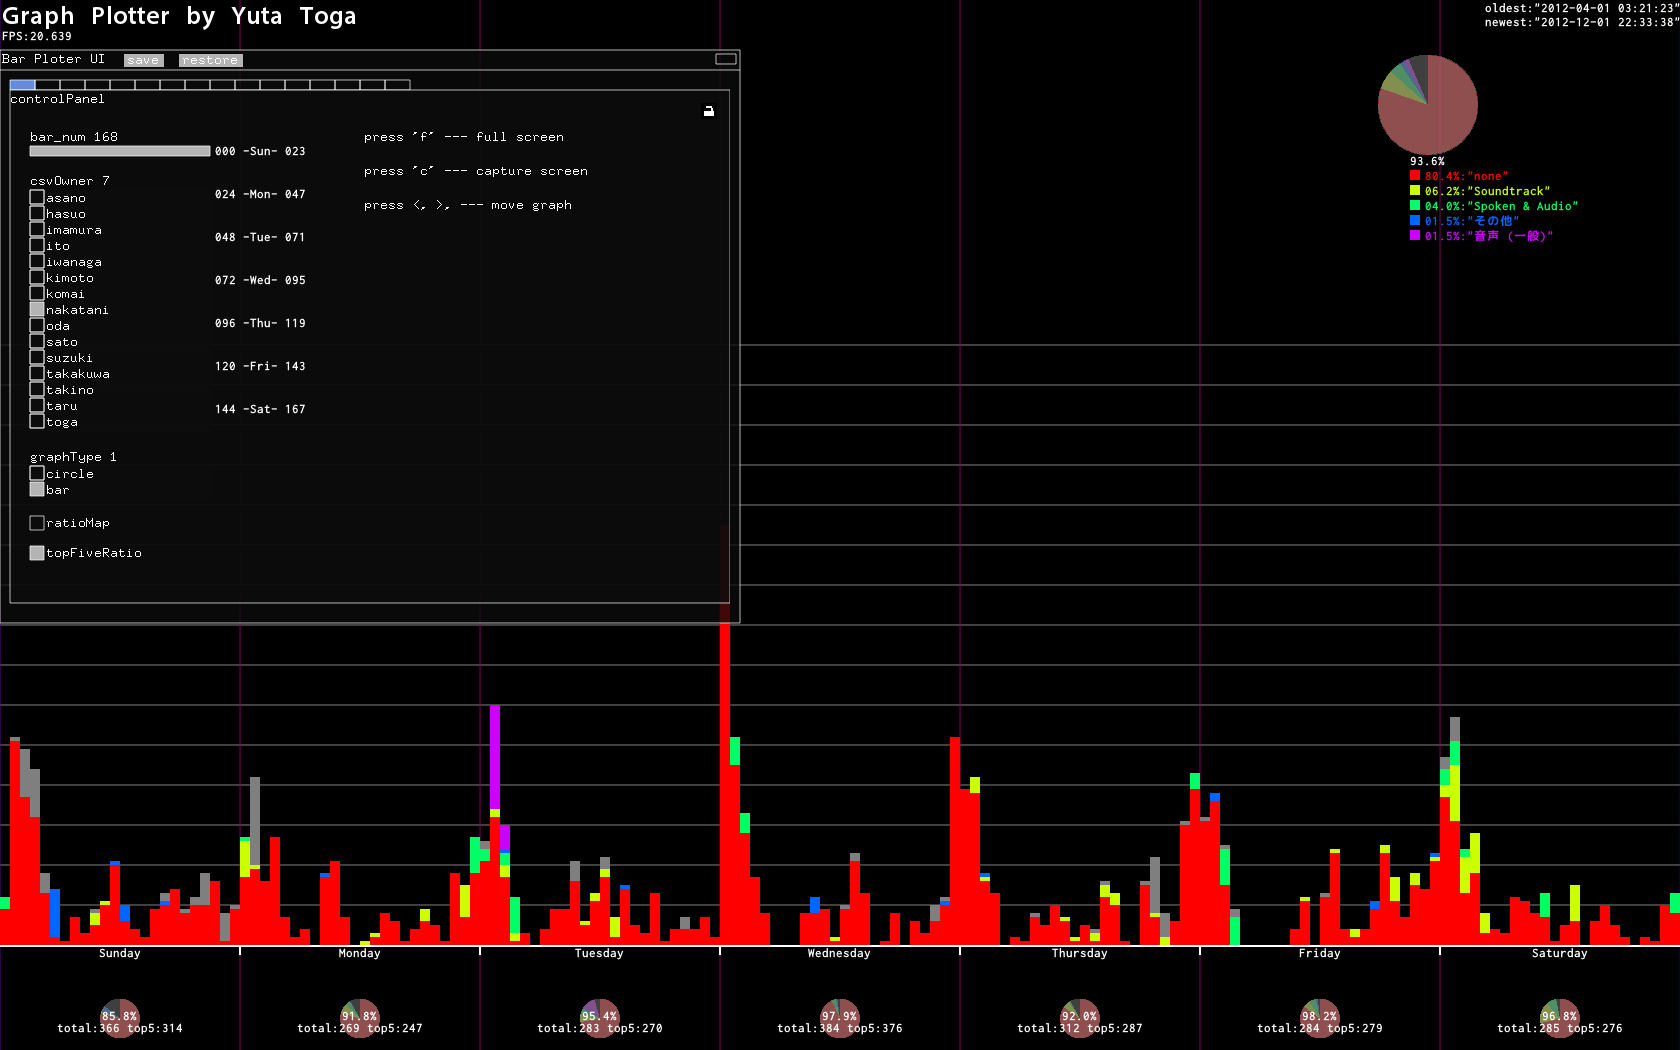 Graph Plotter by Yuta Toga
FPS:20.639
oldest:"2012-04-01 03:21:23"
newest:"2012-12-01 22:33:38"
Bar Ploter UI save restore
controlPanel
bar_num 168
000 -Sun- 023
024 -Mon- 047
048 -Tue- 071
072 -Wed- 095
096 -Thu- 119
120 -Fri- 143
144 -Sat- 167
press 'f' --- full screen
press 'c' --- capture screen
press <, >, --- move graph
csvOwner 7
asano
hasuo
imamura
ito
iwanaga
kimoto
komai
nakatani
oda
sato
suzuki
takakuwa
takino
taru
toga
graphType 1
circle
bar
ratioMap
topFiveRatio
93.6%
80.4%:"none"
06.2%:"Soundtrack"
04.0%:"Spoken & Audio"
01.5%:"その他"
01.5%:"音声 (一般)"
Sunday Monday Tuesday Wednesday Thursday Friday Saturday
85.8% 91.8% 95.4% 97.9% 92.0% 98.2% 96.8%
total:366 top5:314 total:269 top5:247 total:283 top5:270 total:384 top5:376 total:312 top5:287 total:284 top5:279 total:285 top5:276